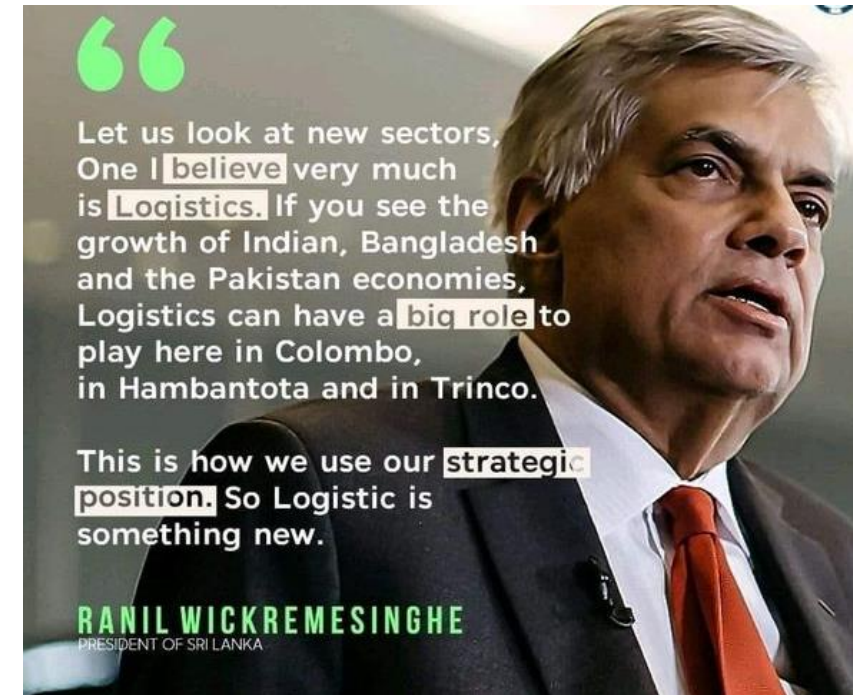 Let us look at new sectors,
One I believe very much
is Logistics. If you see the
growth of Indian, Bangladesh
and the Pakistan economies,
Logistics can have a big role to
play here in Colombo,
in Hambantota and in Trinco.
This is how we use our strategic
position. So Logistic is
something new.
RANIL WICKREMESINGHE
PRESIDENT OF SRI LANKA